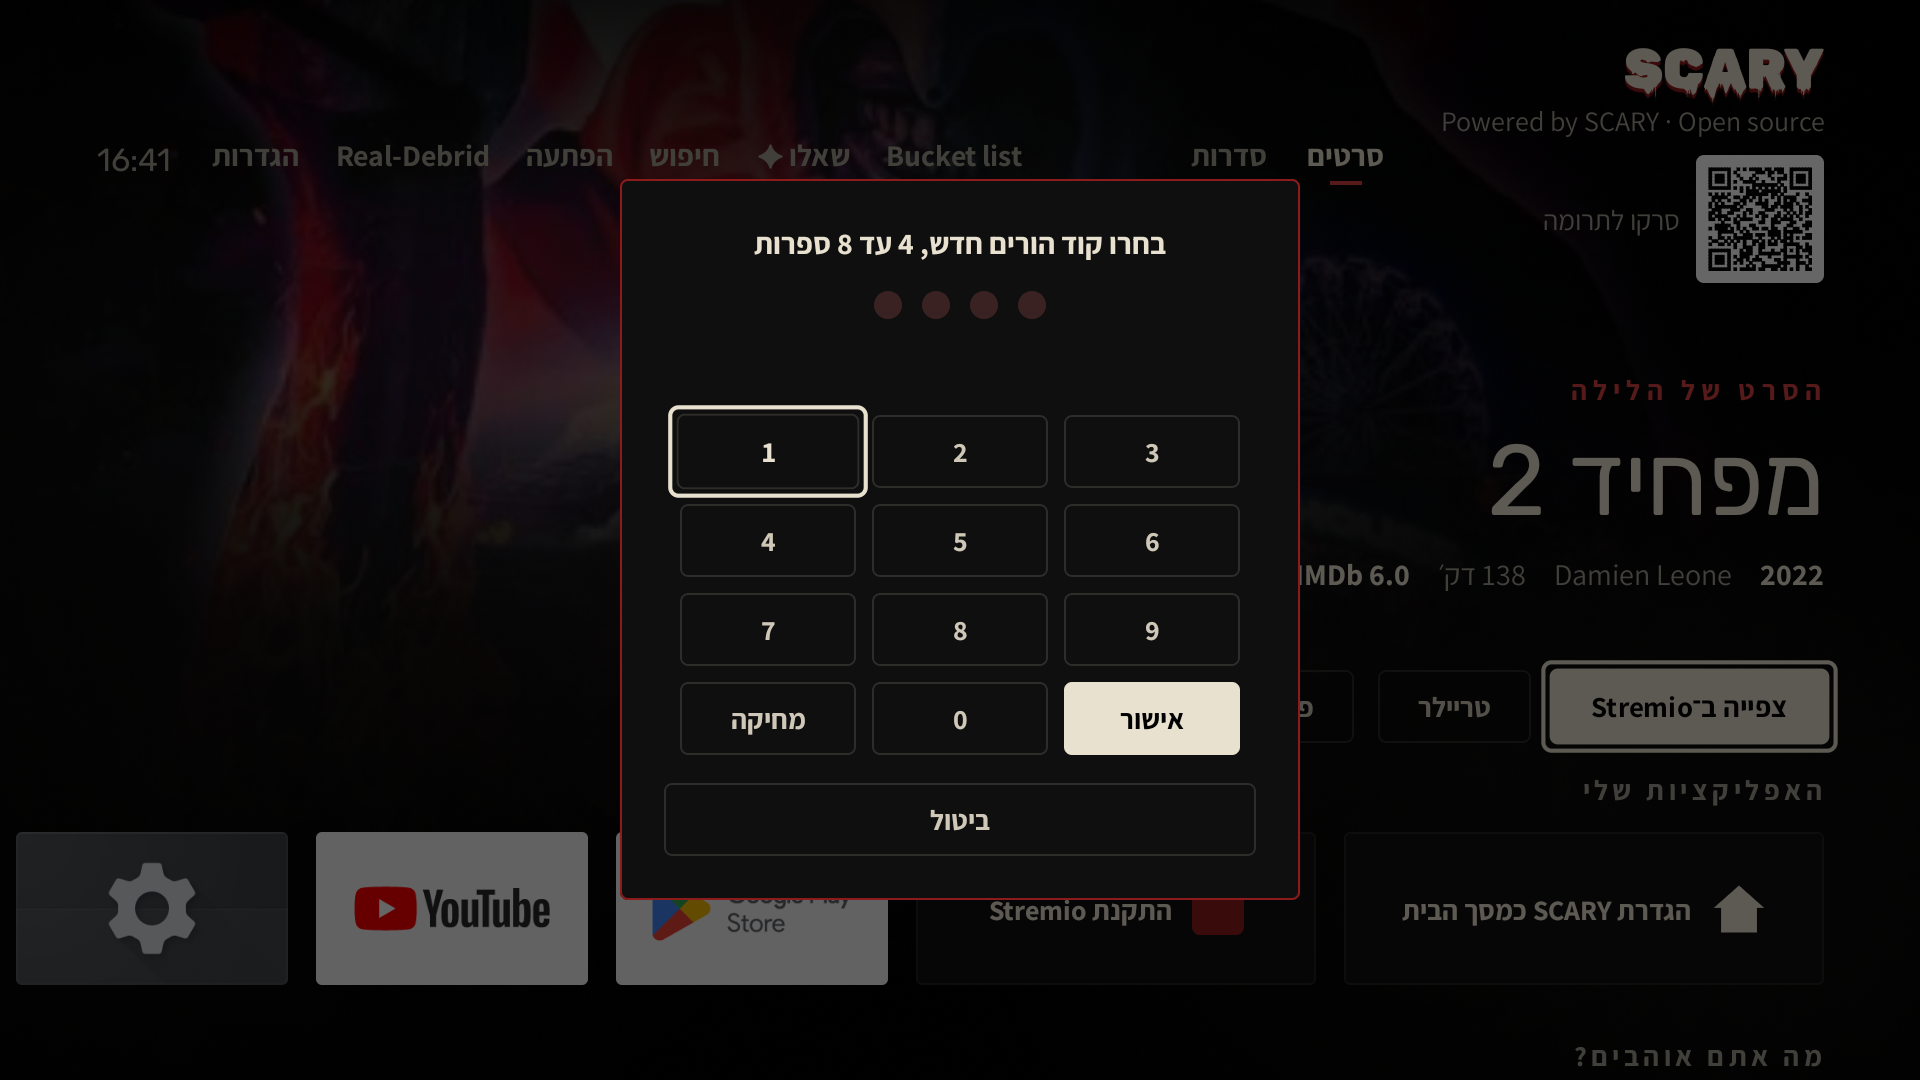 SCARY
Powered by SCARY · Open source
סרטים
סדרות
Bucket list
שאלו
חיפוש
הפתעה
Real-Debrid
הגדרות
16:41
סרקו לתרומה
בחרו קוד הורים חדש, 4 עד 8 ספרות
1 2 3
4 5 6
7 8 9
מחיקה 0 אישור
ביטול
הסרט של הלילה
מפחיד 2
2022 Damien Leone 138 דק׳ IMDb 6.0
צפייה ב־Stremio
טריילר
האפליקציות שלי
הגדרת SCARY כמסך הבית
התקנת Stremio
Google Play
Store
YouTube
מה אתם אוהבים?